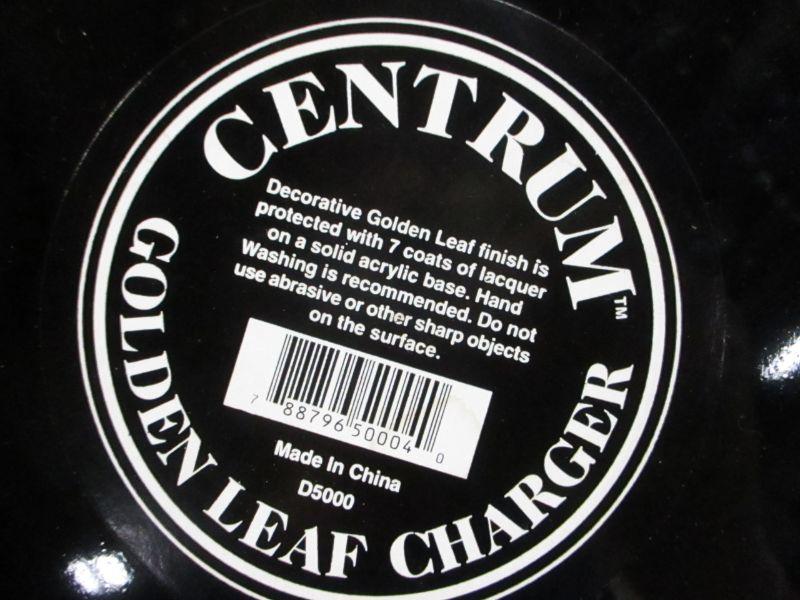 CENTRUM™
Decorative Golden Leaf finish is
protected with 7 coats of lacquer
on a solid acrylic base. Hand
Washing is recommended. Do not
use abrasive or other sharp objects
on the surface.
7 88796 50004 0
Made In China
D5000
GOLDEN LEAF CHARGER